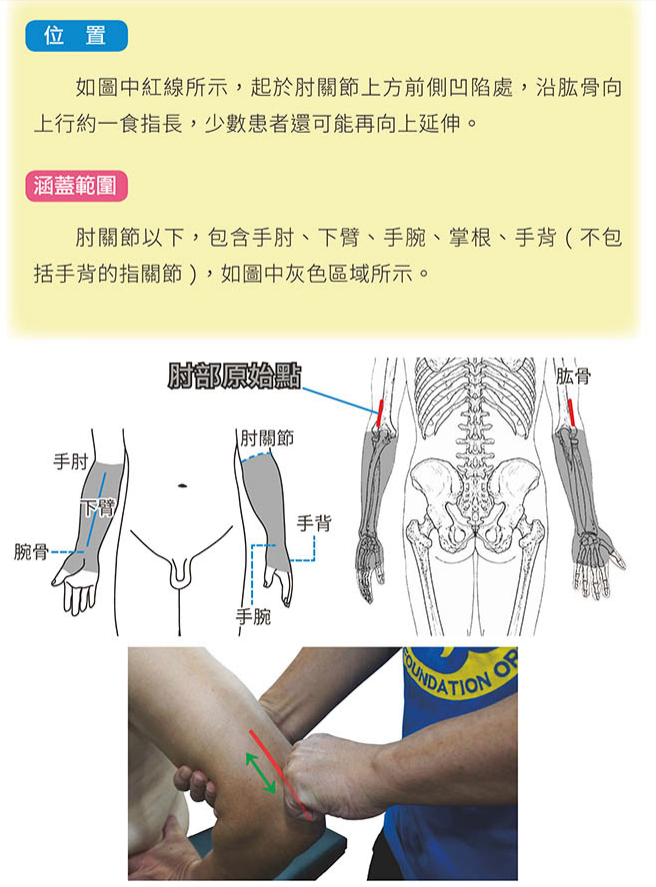 位 置
如圖中紅線所示，起於肘關節上方前側凹陷處，沿肱骨向
上行約一食指長，少數患者還可能再向上延伸。
涵蓋範圍
肘關節以下，包含手肘、下臂、手腕、掌根、手背（不包
括手背的指關節），如圖中灰色區域所示。
肘部原始點
肱骨
肘關節
手肘
下臂
手背
腕骨
手腕
FOUNDATION OR